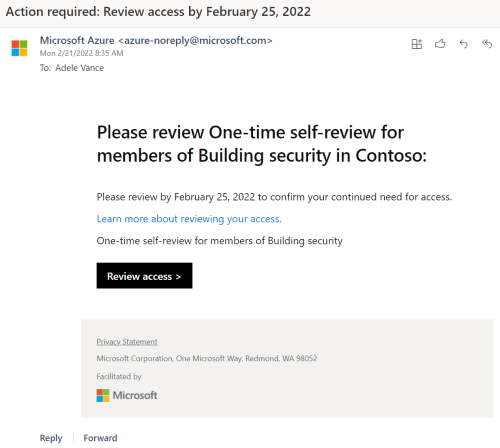 Action required: Review access by February 25, 2022
Microsoft Azure <azure-noreply@microsoft.com>
Mon 2/21/2022 8:35 AM
To: Adele Vance
Please review One-time self-review for
members of Building security in Contoso:
Please review by February 25, 2022 to confirm your continued need for access.
Learn more about reviewing your access.
One-time self-review for members of Building security
Review access >
Privacy Statement
Microsoft Corporation, One Microsoft Way, Redmond, WA 98052
Facilitated by
Microsoft
Reply Forward